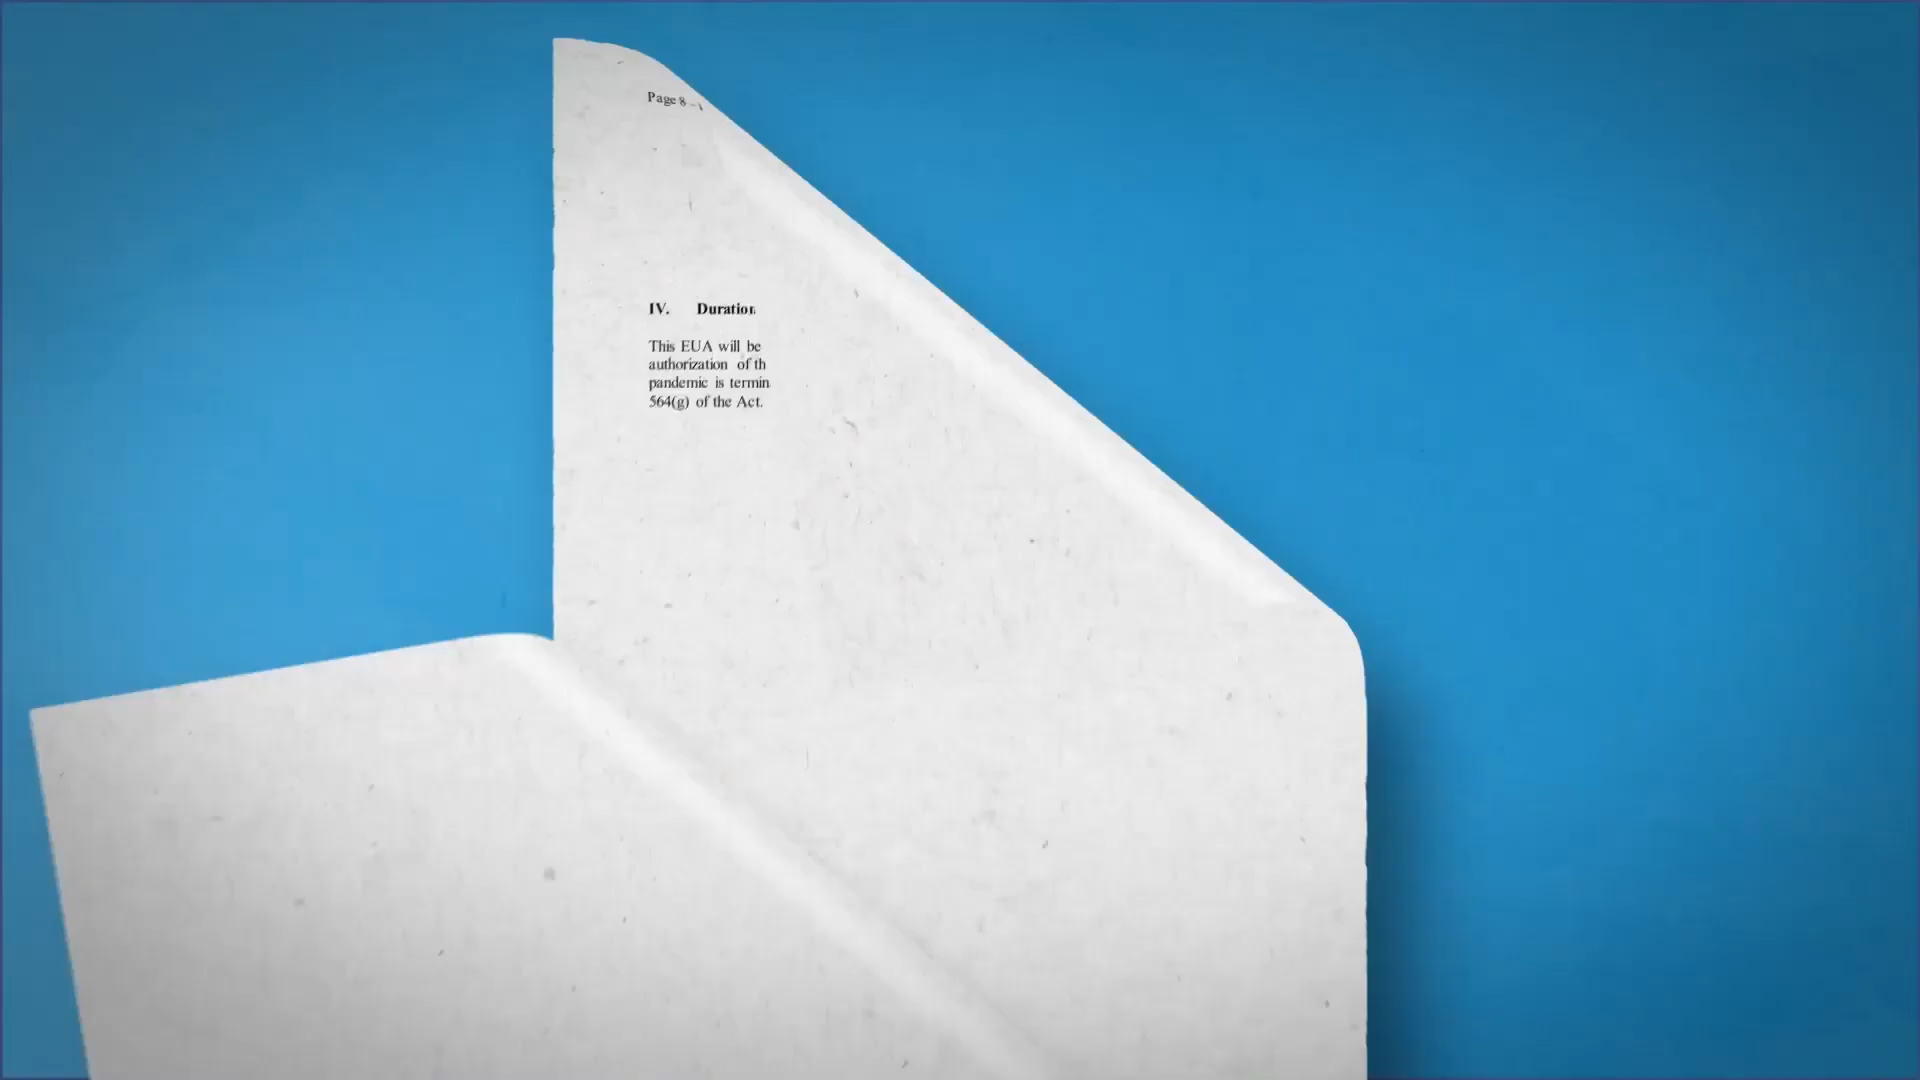 Page 8 –
IV. Duration
This EUA will be
authorization of th
pandemic is termin
564(g) of the Act.